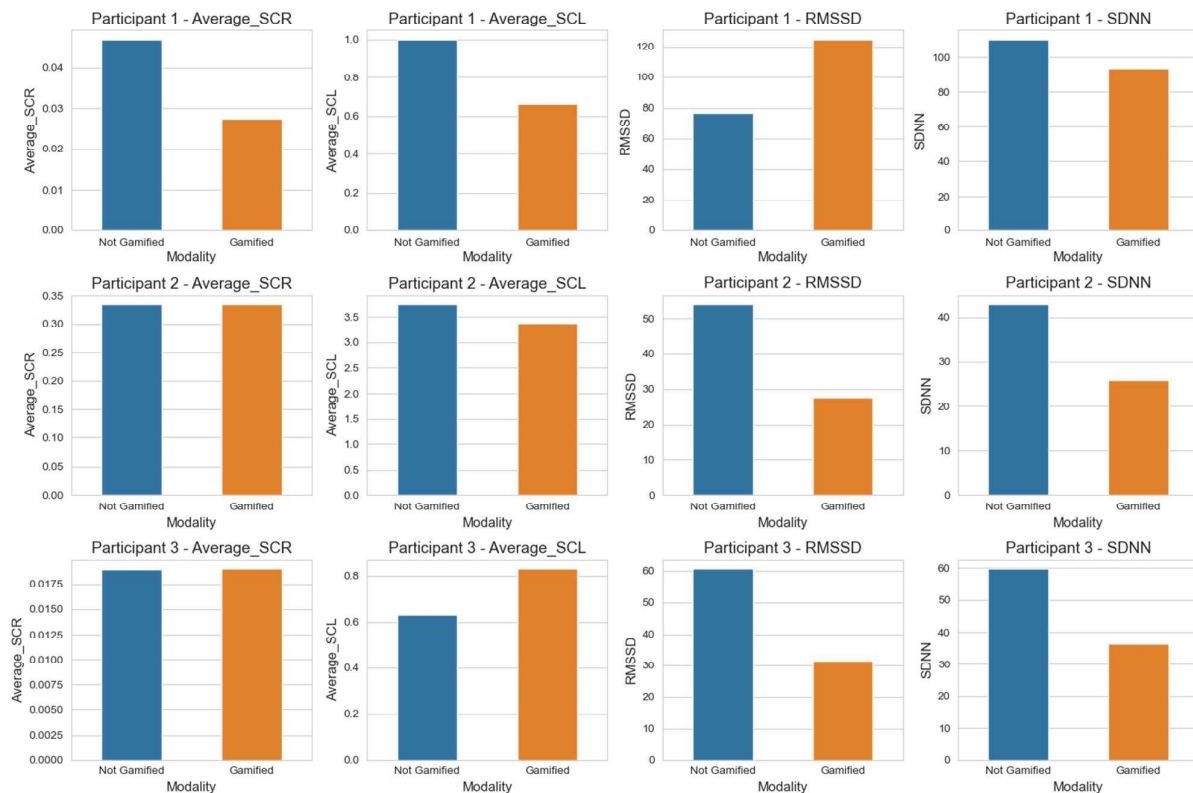 Participant 1 - Average_SCR
Average_SCR
0.04
0.03
0.02
0.01
0.00
Not Gamified
Gamified
Modality
Participant 1 - Average_SCL
Average_SCL
1.0
0.8
0.6
0.4
0.2
0.0
Not Gamified
Gamified
Modality
Participant 1 - RMSSD
RMSSD
120
100
80
60
40
20
0
Not Gamified
Gamified
Modality
Participant 1 - SDNN
SDNN
100
80
60
40
20
0
Not Gamified
Gamified
Modality
Participant 2 - Average_SCR
Average_SCR
0.35
0.30
0.25
0.20
0.15
0.10
0.05
0.00
Not Gamified
Gamified
Modality
Participant 2 - Average_SCL
Average_SCL
3.5
3.0
2.5
2.0
1.5
1.0
0.5
0.0
Not Gamified
Gamified
Modality
Participant 2 - RMSSD
RMSSD
50
40
30
20
10
0
Not Gamified
Gamified
Modality
Participant 2 - SDNN
SDNN
40
30
20
10
0
Not Gamified
Gamified
Modality
Participant 3 - Average_SCR
Average_SCR
0.0175
0.0150
0.0125
0.0100
0.0075
0.0050
0.0025
0.0000
Not Gamified
Gamified
Modality
Participant 3 - Average_SCL
Average_SCL
0.8
0.6
0.4
0.2
0.0
Not Gamified
Gamified
Modality
Participant 3 - RMSSD
RMSSD
60
50
40
30
20
10
0
Not Gamified
Gamified
Modality
Participant 3 - SDNN
SDNN
60
50
40
30
20
10
0
Not Gamified
Gamified
Modality